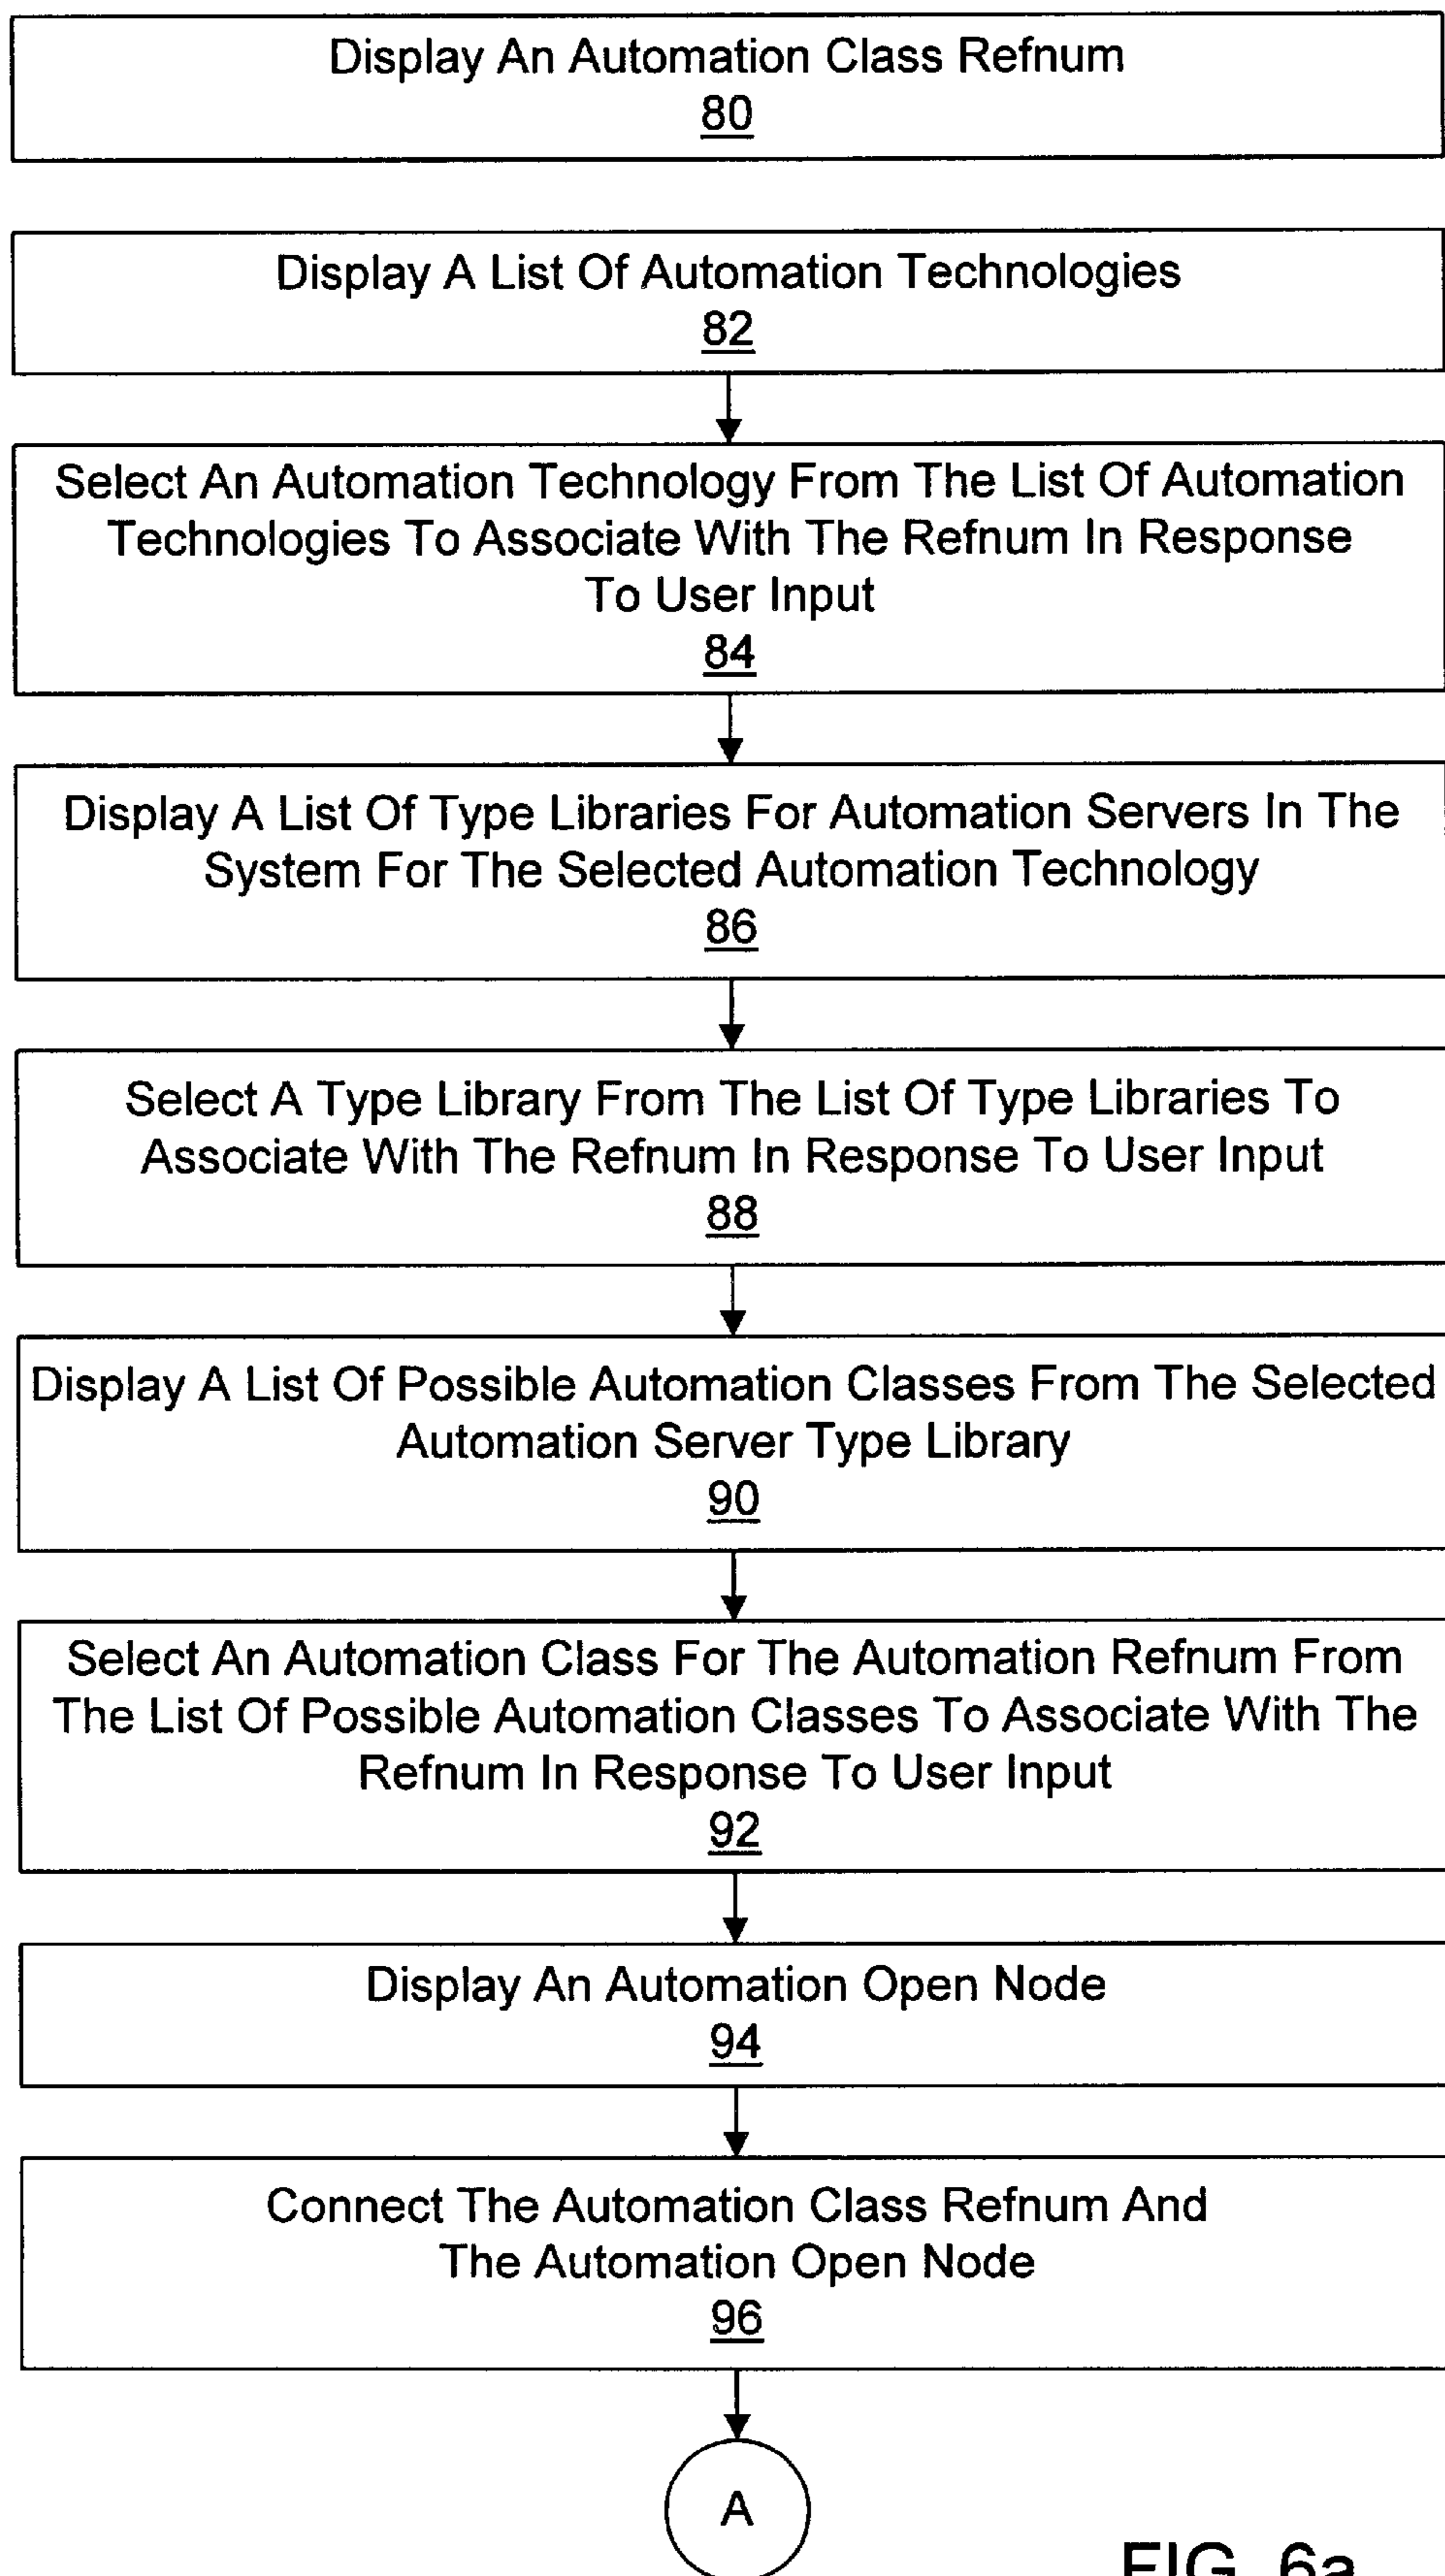 Display An Automation Class Refnum
80
Display A List Of Automation Technologies
82
Select An Automation Technology From The List Of Automation
Technologies To Associate With The Refnum In Response
To User Input
84
Display A List Of Type Libraries For Automation Servers In The
System For The Selected Automation Technology
86
Select A Type Library From The List Of Type Libraries To
Associate With The Refnum In Response To User Input
88
Display A List Of Possible Automation Classes From The Selected
Automation Server Type Library
90
Select An Automation Class For The Automation Refnum From
The List Of Possible Automation Classes To Associate With The
Refnum In Response To User Input
92
Display An Automation Open Node
94
Connect The Automation Class Refnum And
The Automation Open Node
96
A
FIG. 6a